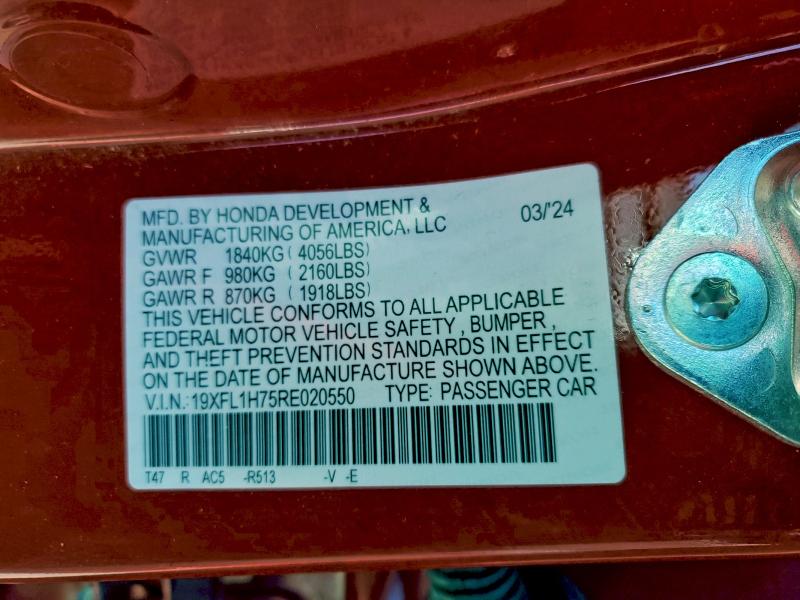 MFD. BY HONDA DEVELOPMENT & 03/'24
MANUFACTURING OF AMERICA, LLC
GVWR 1840KG ( 4056LBS)
GAWR F 980KG ( 2160LBS)
GAWR R 870KG ( 1918LBS)
THIS VEHICLE CONFORMS TO ALL APPLICABLE
FEDERAL MOTOR VEHICLE SAFETY , BUMPER ,
AND THEFT PREVENTION STANDARDS IN EFFECT
ON THE DATE OF MANUFACTURE SHOWN ABOVE.
V.I.N.: 19XFL1H75RE020550 TYPE: PASSENGER CAR
T47 R AC5 -R513 -V -E